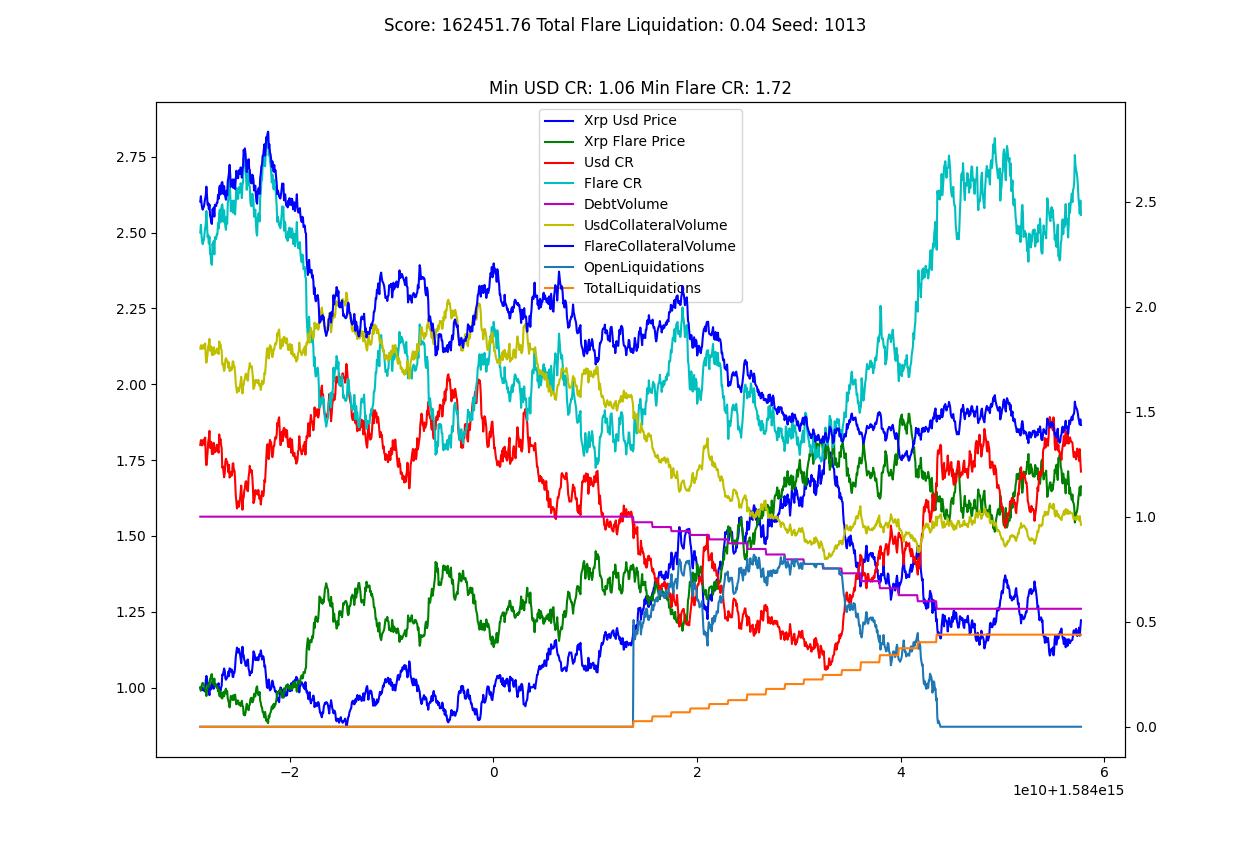 Score: 162451.76 Total Flare Liquidation: 0.04 Seed: 1013
Min USD CR: 1.06 Min Flare CR: 1.72
Xrp Usd Price
Xrp Flare Price
Usd CR
Flare CR
DebtVolume
UsdCollateralVolume
FlareCollateralVolume
OpenLiquidations
TotalLiquidations
2.75
2.50
2.25
2.00
1.75
1.50
1.25
1.00
2.5
2.0
1.5
1.0
0.5
0.0
−2
0
2
4
6
1e10+1.584e15